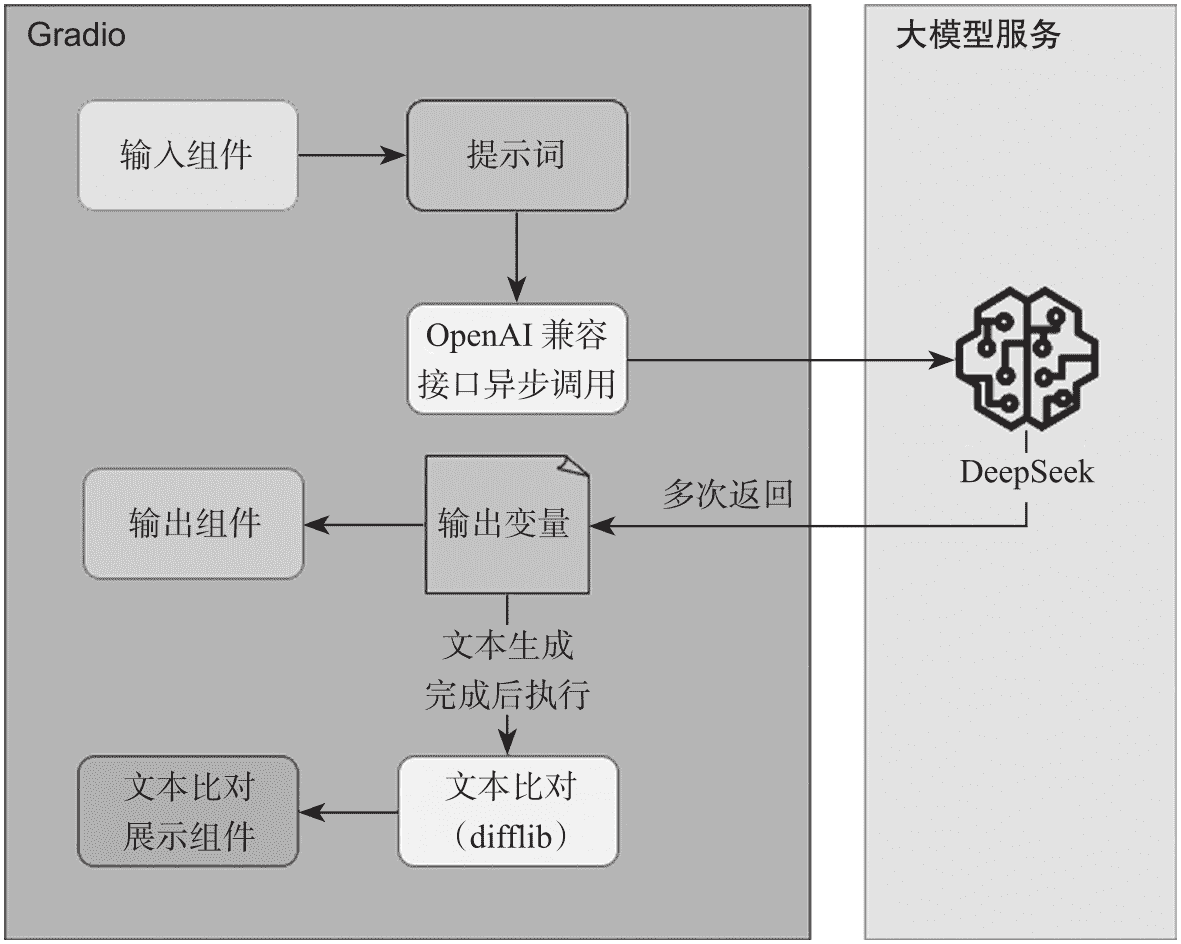 Gradio
大模型服务
输入组件
提示词
OpenAI 兼容
接口异步调用
DeepSeek
多次返回
输出变量
输出组件
文本生成
完成后执行
文本比对
（difflib）
文本比对
展示组件